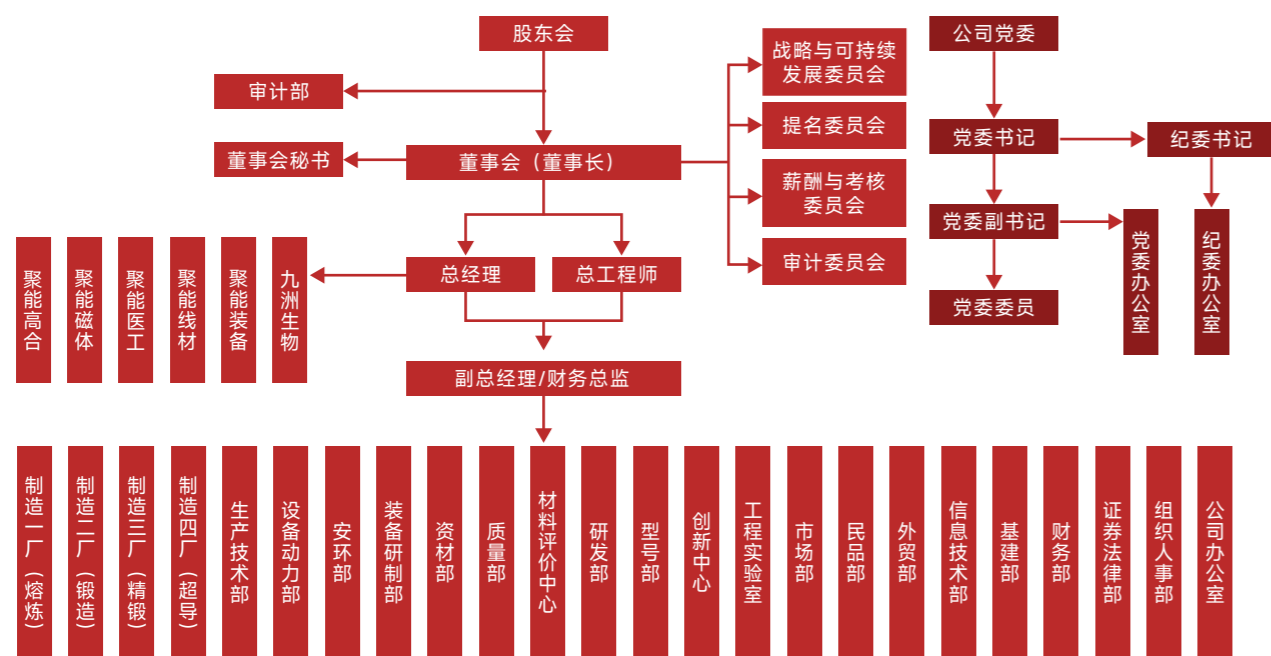 股东会
公司党委
战略与可持续
发展委员会
审计部
提名委员会
党委书记
纪委书记
董事会秘书
董事会（董事长）
薪酬与考核
委员会
党委副书记
审计委员会
党委办公室
纪委办公室
聚能高合
聚能磁体
聚能医工
聚能线材
聚能装备
九洲生物
总经理
总工程师
党委委员
副总经理/财务总监
制造一厂（熔炼）
制造二厂（锻造）
制造三厂（精锻）
制造四厂（超导）
生产技术部
设备动力部
安环部
装备研制部
资材部
质量部
材料评价中心
研发部
型号部
创新中心
工程实验室
市场部
民品部
外贸部
信息技术部
基建部
财务部
证券法律部
组织人事部
公司办公室